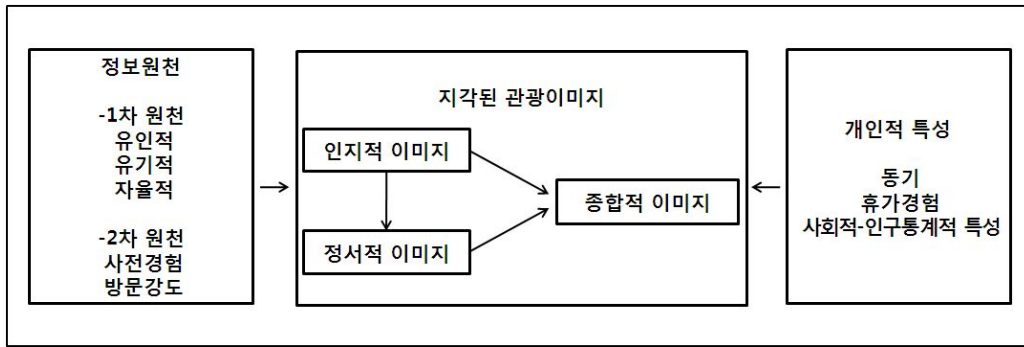 정보원천
-1차 원천
유인적
유기적
자율적
-2차 원천
사전경험
방문강도
지각된 관광이미지
인지적 이미지
정서적 이미지
종합적 이미지
개인적 특성
동기
휴가경험
사회적-인구통계적 특성